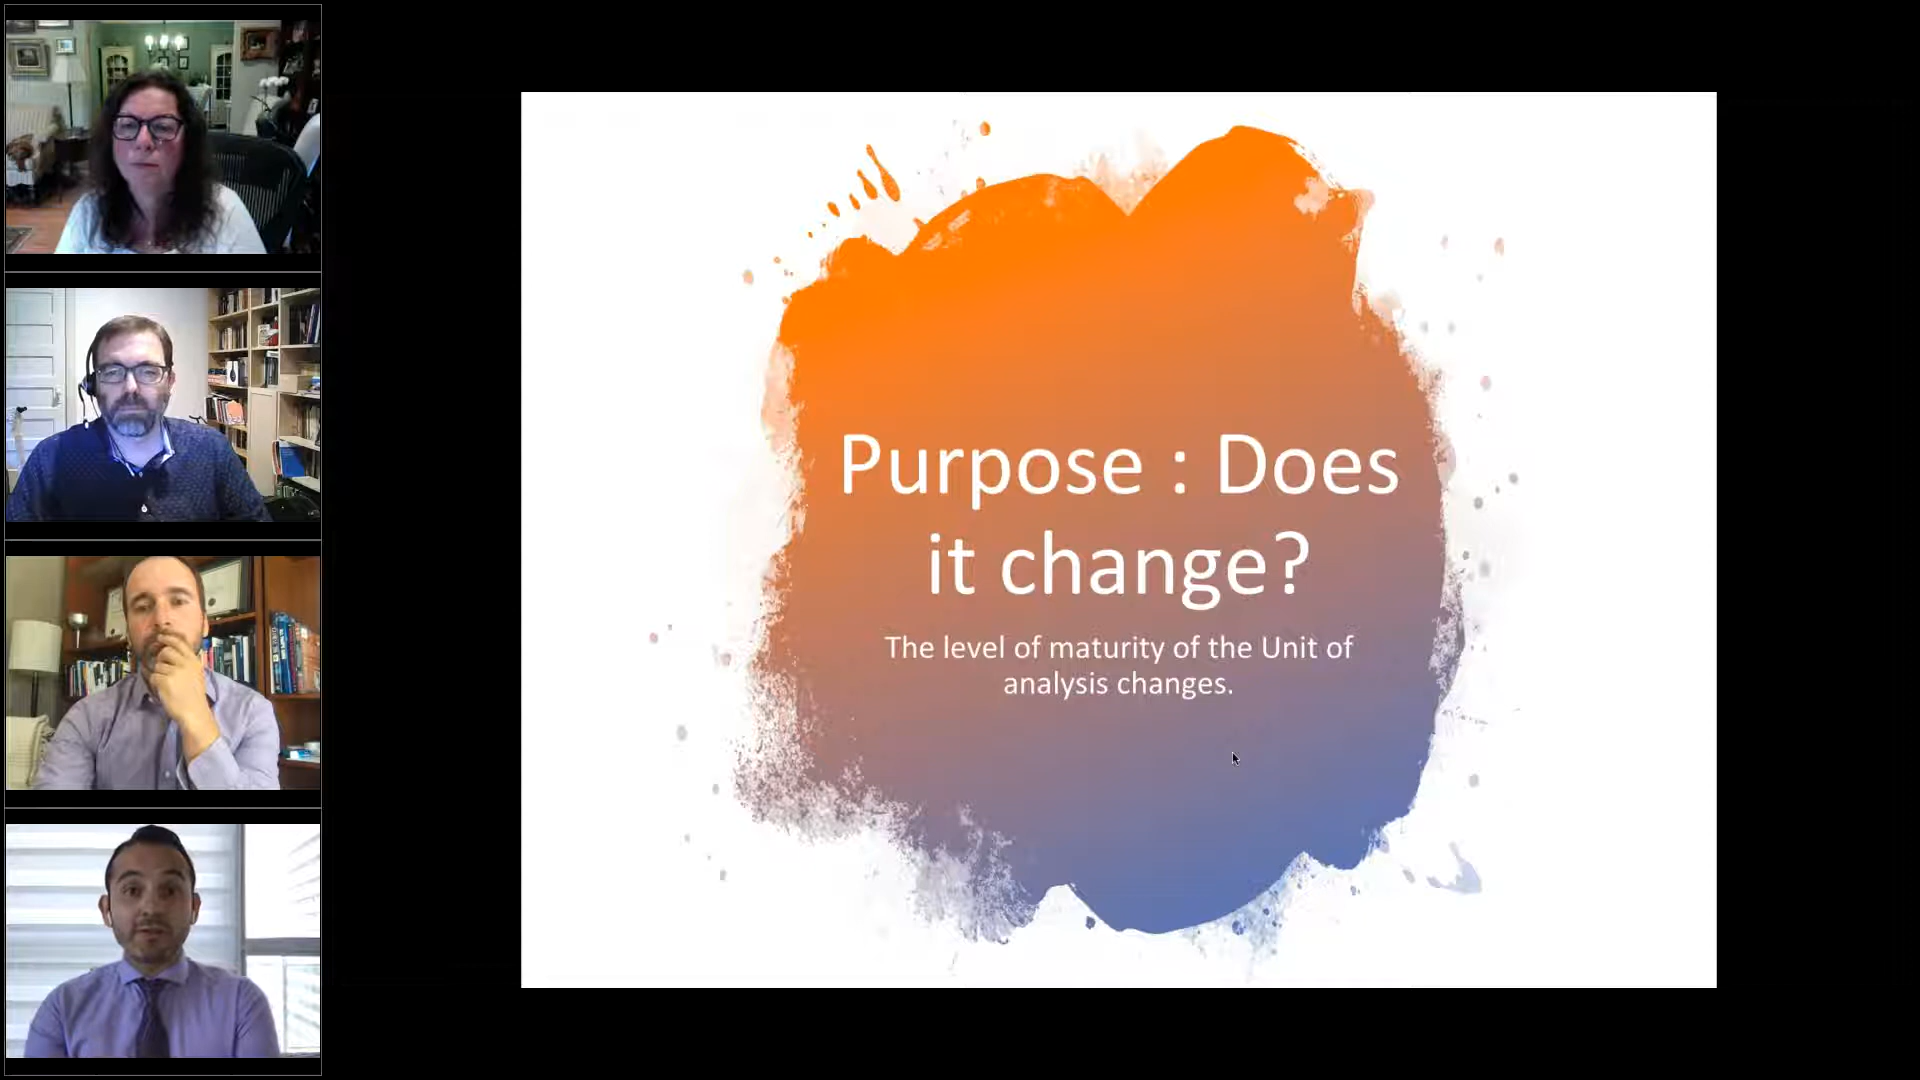 Purpose : Does
it change?
The level of maturity of the Unit of
analysis changes.